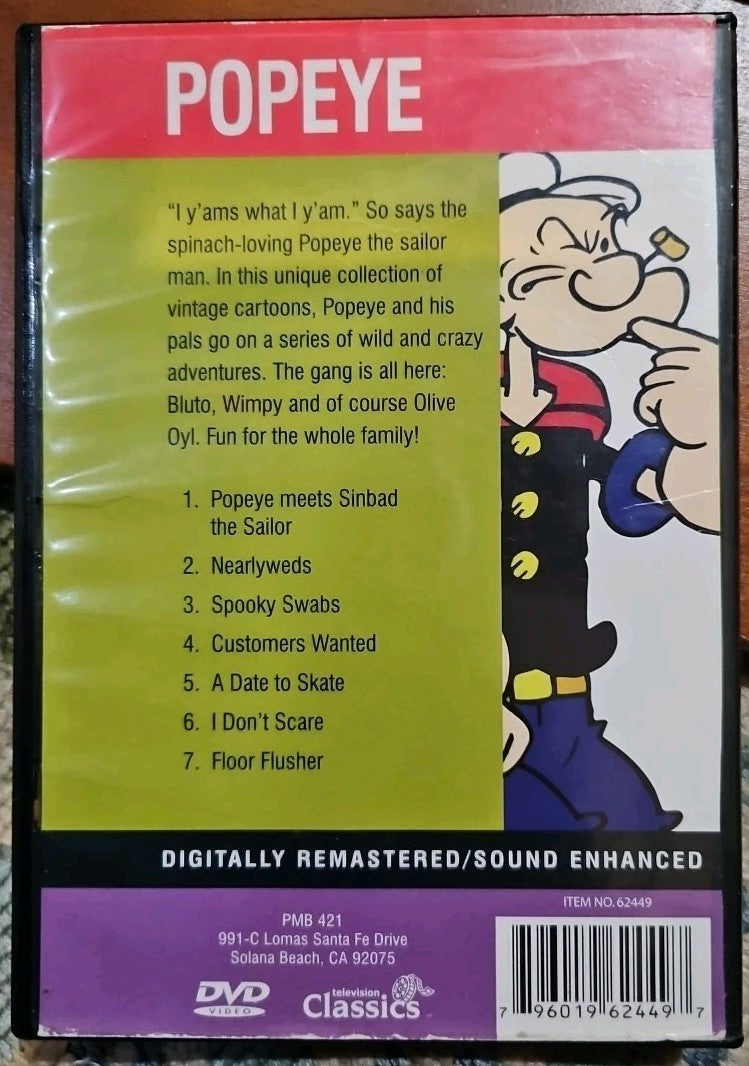 POPEYE
“I y’ams what I y’am.” So says the
spinach-loving Popeye the sailor
man. In this unique collection of
vintage cartoons, Popeye and his
pals go on a series of wild and crazy
adventures. The gang is all here:
Bluto, Wimpy and of course Olive
Oyl. Fun for the whole family!
1. Popeye meets Sinbad
the Sailor
2. Nearlyweds
3. Spooky Swabs
4. Customers Wanted
5. A Date to Skate
6. I Don’t Scare
7. Floor Flusher
DIGITALLY REMASTERED/SOUND ENHANCED
ITEM NO. 62449
PMB 421
991-C Lomas Santa Fe Drive
Solana Beach, CA 92075
DVD
VIDEO
television
Classics
7 96019 62449 7